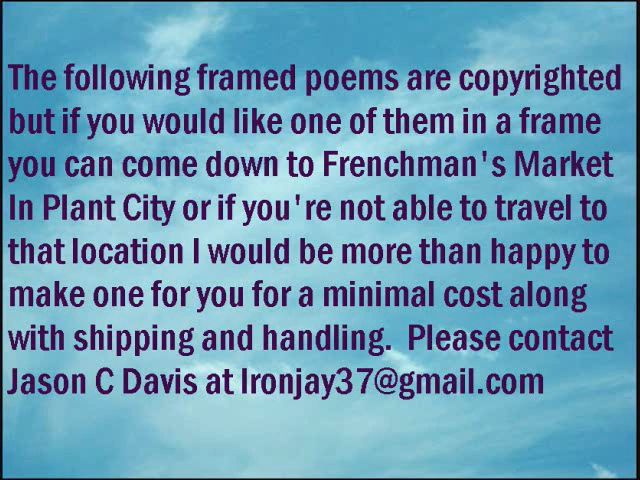 The following framed poems are copyrighted
but if you would like one of them in a frame
you can come down to Frenchman's Market
In Plant City or if you're not able to travel to
that location I would be more than happy to
make one for you for a minimal cost along
with shipping and handling.  Please contact
Jason C Davis at Ironjay37@gmail.com